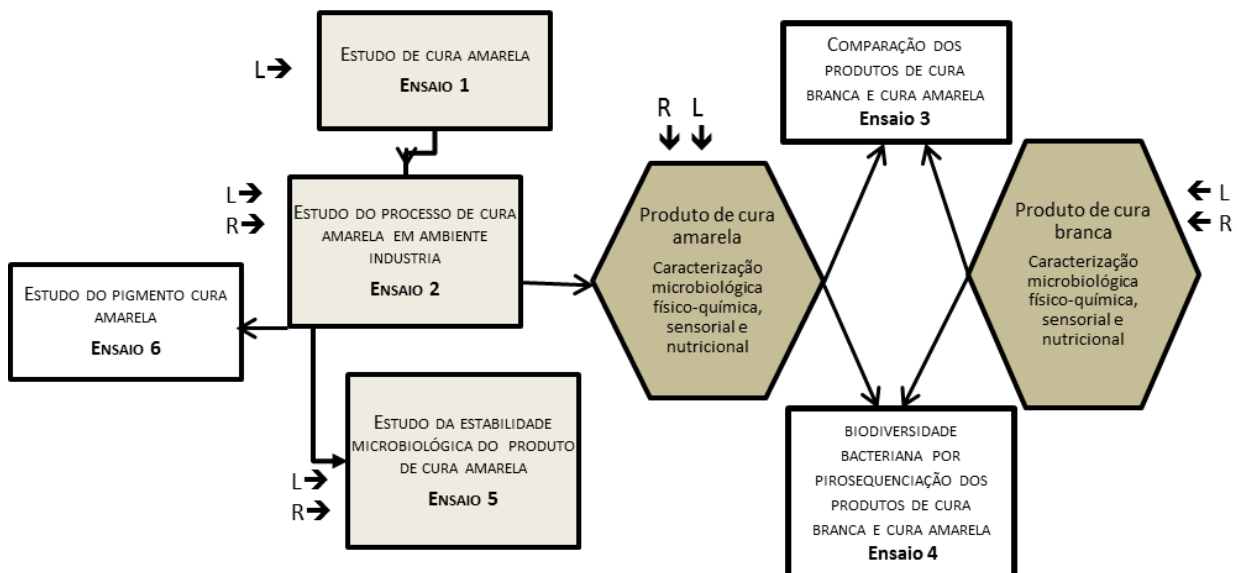 L→
ESTUDO DE CURA AMARELA
ENSAIO 1
L→
R→
ESTUDO DO PROCESSO DE CURA
AMARELA EM AMBIENTE
INDUSTRIA
ENSAIO 2
ESTUDO DO PIGMENTO CURA
AMARELA
ENSAIO 6
L→
R→
ESTUDO DA ESTABILIDADE
MICROBIOLÓGICA DO PRODUTO
DE CURA AMARELA
ENSAIO 5
R L
Produto de cura
amarela
Caracterização
microbiológica
físico-química,
sensorial e
nutricional
COMPARAÇÃO DOS
PRODUTOS DE CURA
BRANCA E CURA AMARELA
Ensaio 3
Produto de cura
branca
Caracterização
microbiológica
físico-química,
sensorial e
nutricional
← L
← R
BIODIVERSIDADE
BACTERIANA POR
PIROSEQUENCIAÇÃO DOS
PRODUTOS DE CURA
BRANCA E CURA AMARELA
Ensaio 4